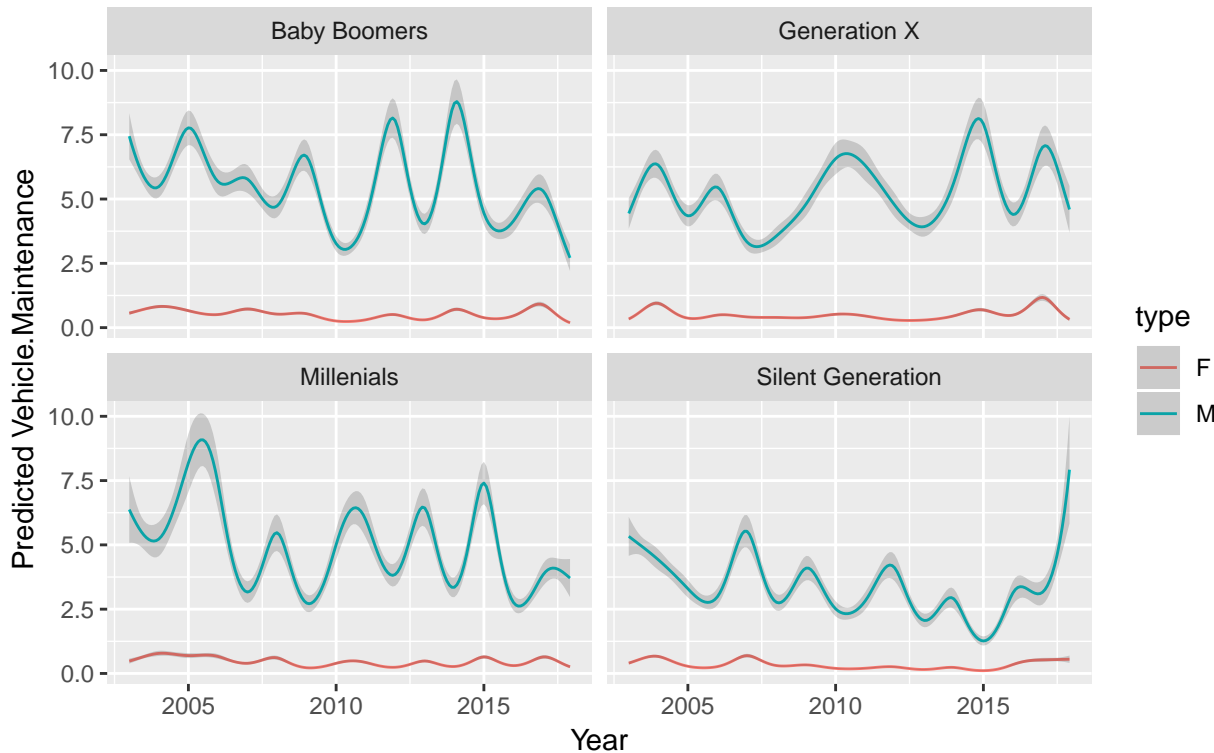 Baby Boomers
Generation X
10.0
7.5
5.0
2.5
0.0
Millenials
Silent Generation
10.0
7.5
5.0
2.5
0.0
2005
2010
2015
2005
2010
2015
Year
Predicted Vehicle.Maintenance
type
F
M